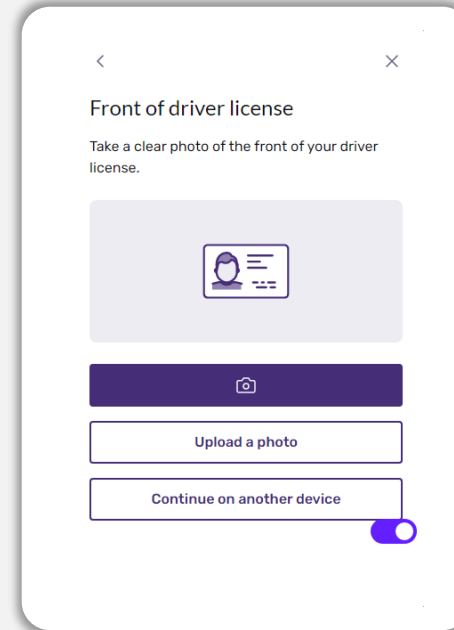 Front of driver license
Take a clear photo of the front of your driver
license.
Upload a photo
Continue on another device